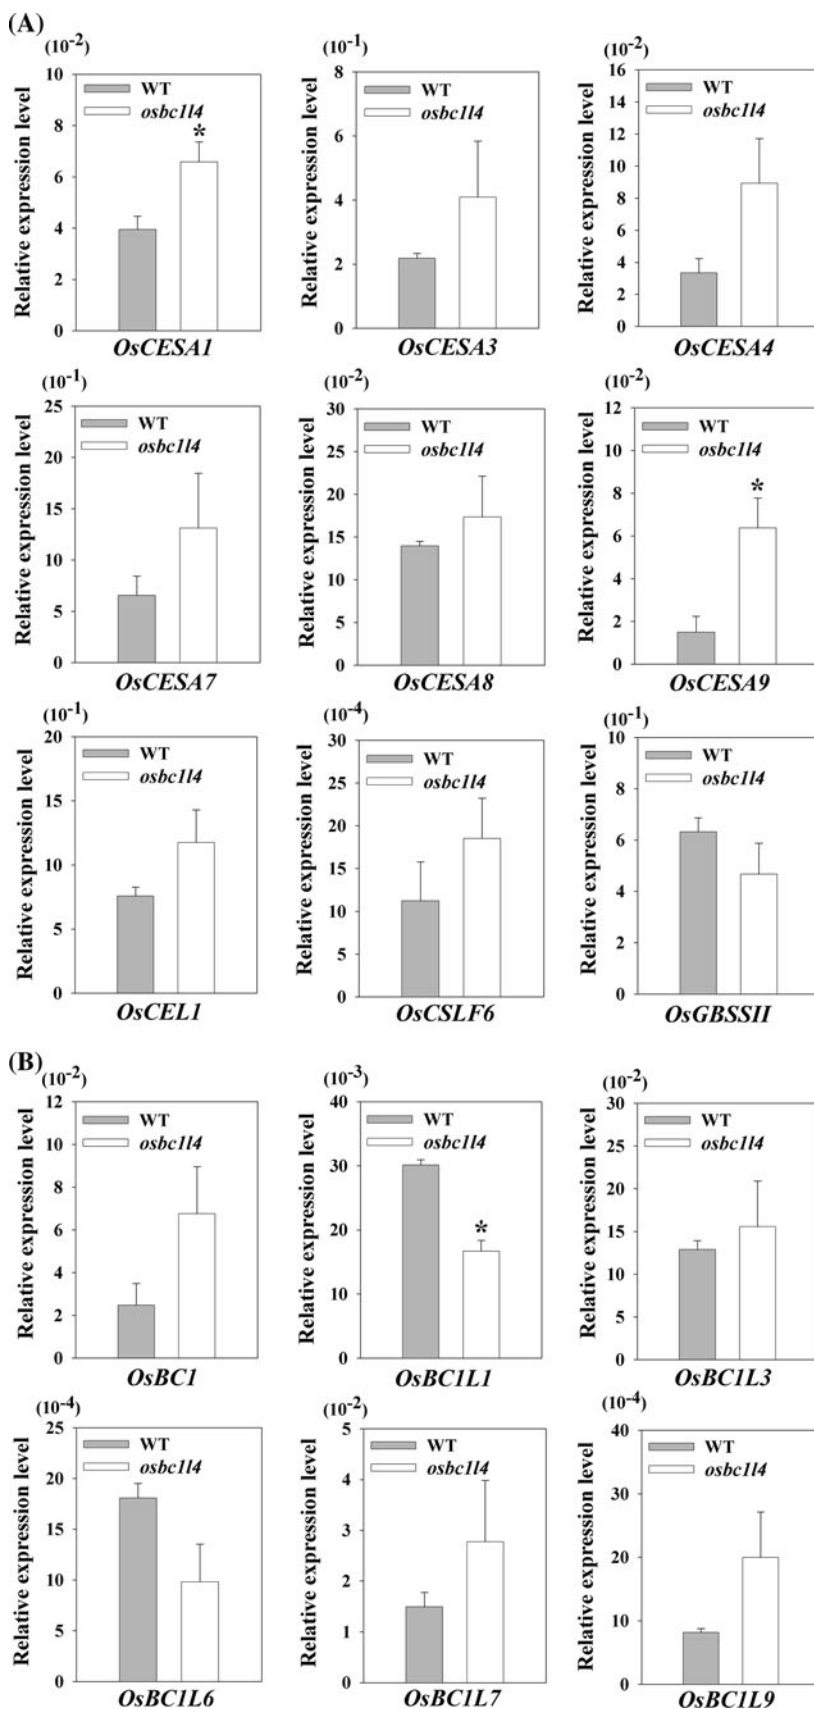 (A)
(10-2)
Relative expression level
10
8
6
4
2
0
WT
osbc1l4
*
OsCESA1
(10-1)
Relative expression level
8
6
4
2
0
WT
osbc1l4
OsCESA3
(10-2)
Relative expression level
16
14
12
10
8
6
4
2
0
WT
osbc1l4
OsCESA4
(10-1)
Relative expression level
25
20
15
10
5
0
WT
osbc1l4
OsCESA7
(10-2)
Relative expression level
30
25
20
15
10
5
0
WT
osbc1l4
OsCESA8
(10-2)
Relative expression level
12
10
8
6
4
2
0
WT
osbc1l4
*
OsCESA9
(10-1)
Relative expression level
20
15
10
5
0
WT
osbc1l4
OsCEL1
(10-4)
Relative expression level
30
25
20
15
10
5
0
WT
osbc1l4
OsCSLF6
(10-1)
Relative expression level
10
8
6
4
2
0
WT
osbc1l4
OsGBSSII
(B)
(10-2)
Relative expression level
12
10
8
6
4
2
0
WT
osbc1l4
OsBC1
(10-3)
Relative expression level
40
30
20
10
0
WT
osbc1l4
*
OsBC1L1
(10-2)
Relative expression level
30
25
20
15
10
5
0
WT
osbc1l4
OsBC1L3
(10-4)
Relative expression level
25
20
15
10
5
0
WT
osbc1l4
OsBC1L6
(10-2)
Relative expression level
5
4
3
2
1
0
WT
osbc1l4
OsBC1L7
(10-4)
Relative expression level
40
30
20
10
0
WT
osbc1l4
OsBC1L9